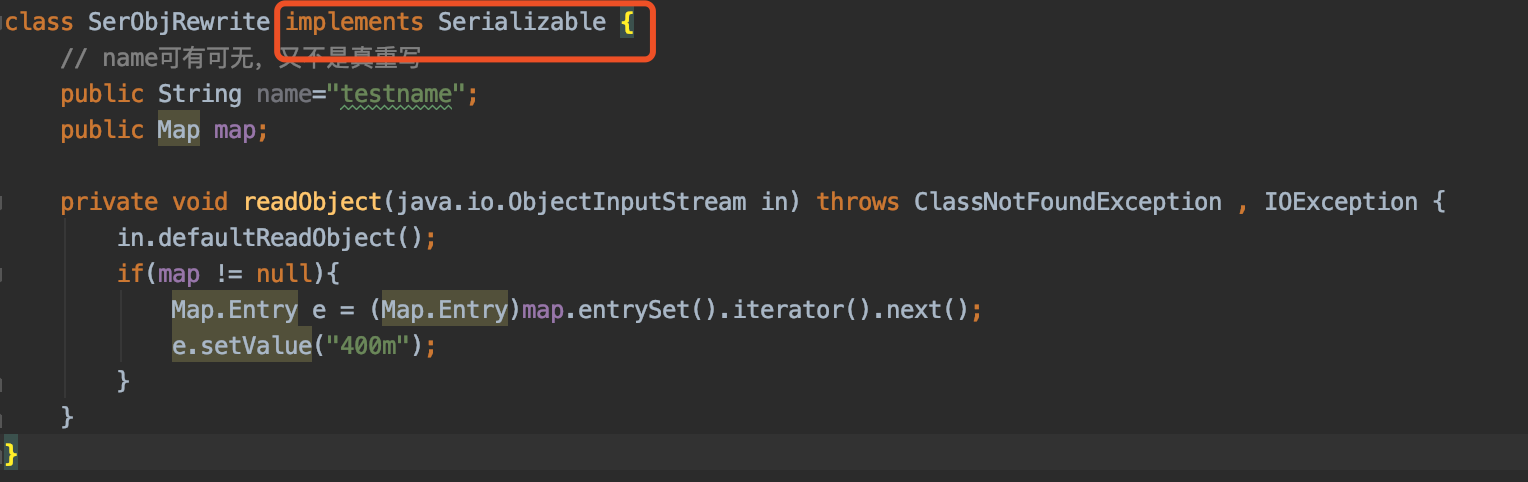 class SerObjRewrite implements Serializable {
// name可有可无，又不是真重写
public String name="testname";
public Map map;
private void readObject(java.io.ObjectInputStream in) throws ClassNotFoundException , IOException {
in.defaultReadObject();
if(map != null){
Map.Entry e = (Map.Entry)map.entrySet().iterator().next();
e.setValue("400m");
}
}
}